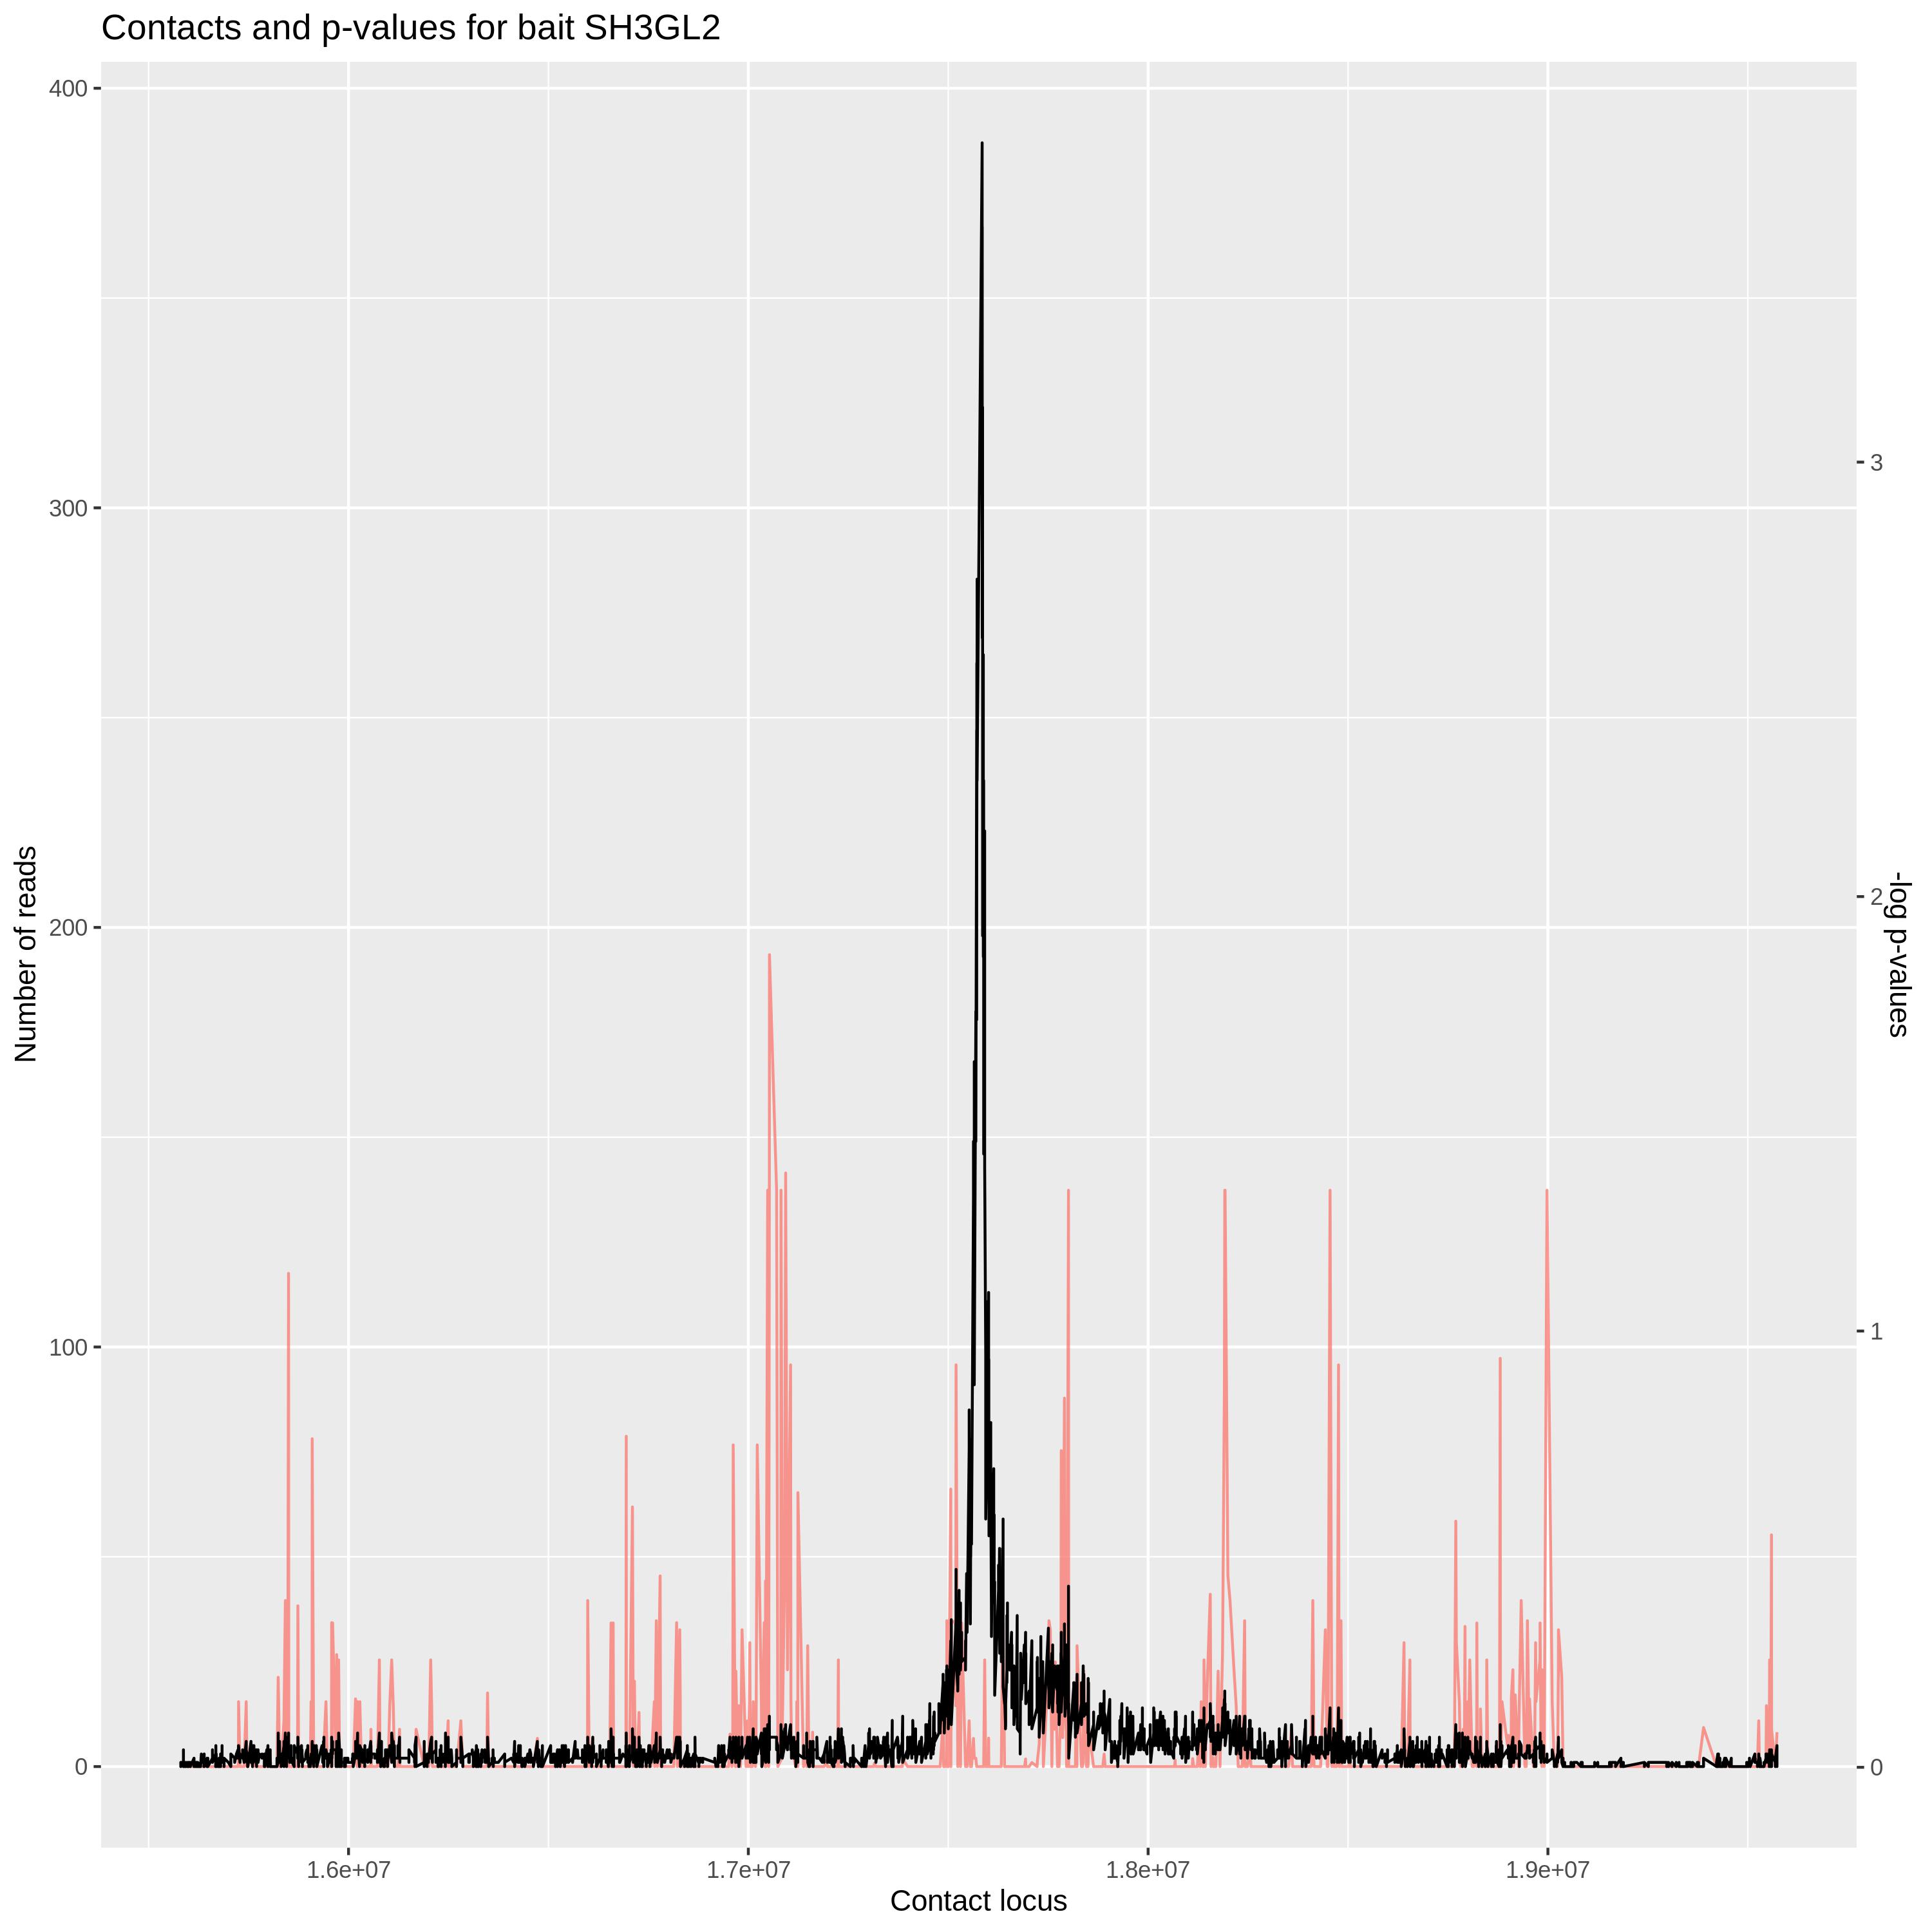 Contacts and p-values for bait SH3GL2
400
300
200
100
0
Number of reads
3
2
1
0
-log p-values
1.6e+07
1.7e+07
1.8e+07
1.9e+07
Contact locus